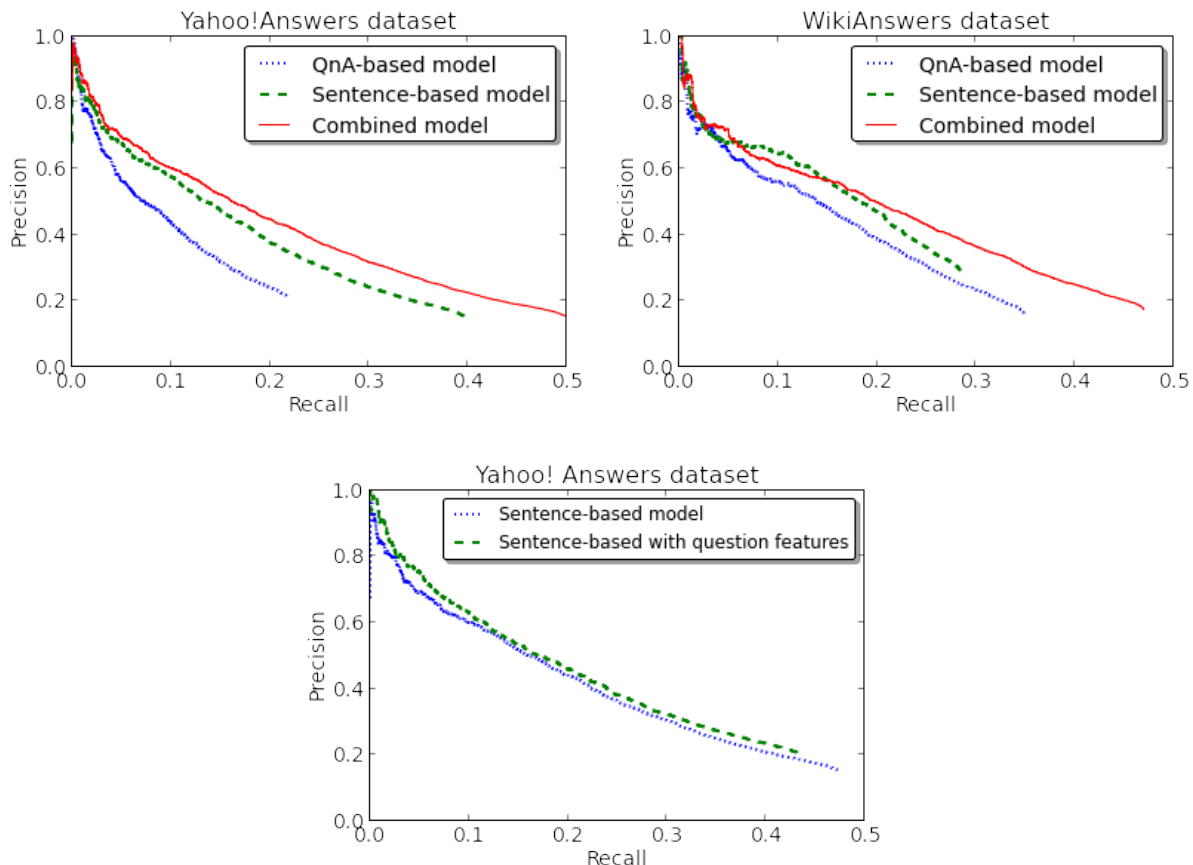 Yahoo!Answers dataset
1.0
0.8
0.6
0.4
0.2
0.0
Precision
QnA-based model
Sentence-based model
Combined model
0.0 0.1 0.2 0.3 0.4 0.5
Recall
WikiAnswers dataset
1.0
0.8
0.6
0.4
0.2
0.0
Precision
QnA-based model
Sentence-based model
Combined model
0.0 0.1 0.2 0.3 0.4 0.5
Recall
Yahoo! Answers dataset
1.0
0.8
0.6
0.4
0.2
0.0
Precision
Sentence-based model
Sentence-based with question features
0.0 0.1 0.2 0.3 0.4 0.5
Recall